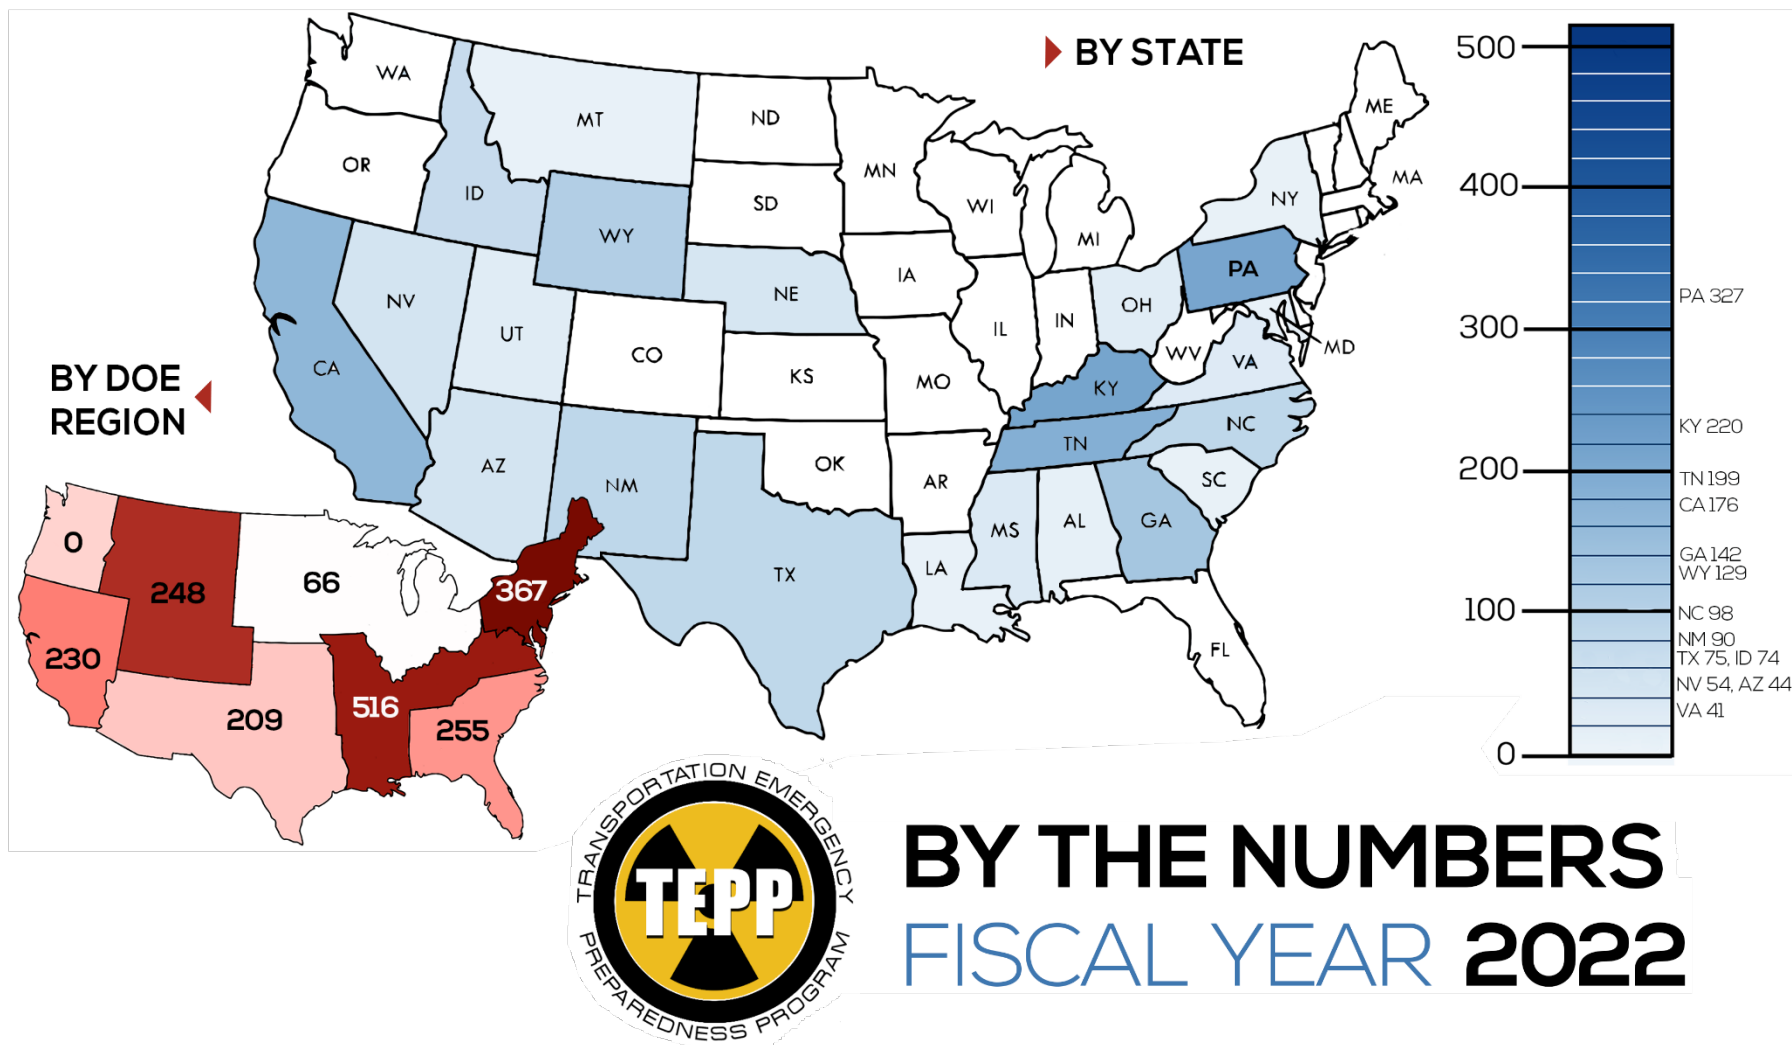 BY STATE
WA
MT
ND
MN
ME
OR
ID
SD
WI
MI
NY
MA
WY
IA
PA
NV
NE
UT
IL
IN
OH
CO
KS
MO
WV
VA
MD
CA
KY
NC
TN
AZ
NM
OK
AR
SC
MS
AL
GA
TX
LA
FL
500
400
300
200
100
0
PA 327
KY 220
TN 199
CA 176
GA 142
WY 129
NC 98
NM 90
TX 75, ID 74
NV 54, AZ 44
VA 41
BY DOE
REGION
0
248
66
367
230
209
516
255
TRANSPORTATION EMERGENCY
TEPP
PREPAREDNESS PROGRAM
BY THE NUMBERS
FISCAL YEAR 2022